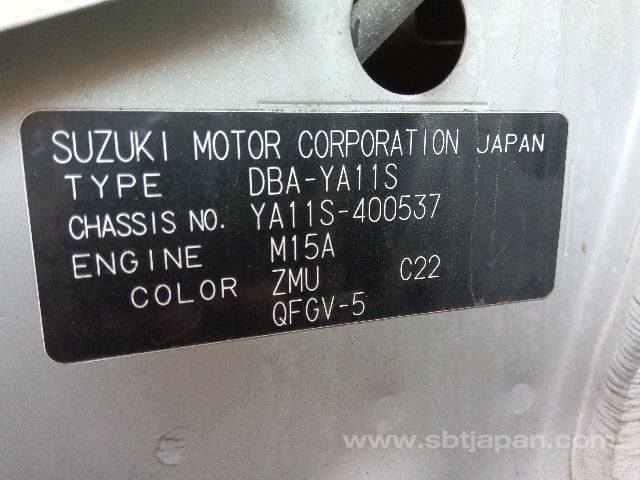 SUZUKI MOTOR CORPORATION JAPAN
TYPE DBA-YA11S
CHASSIS NO. YA11S-400537
ENGINE M15A
COLOR ZMU C22
QFGV-5
www.sbtjapan.com